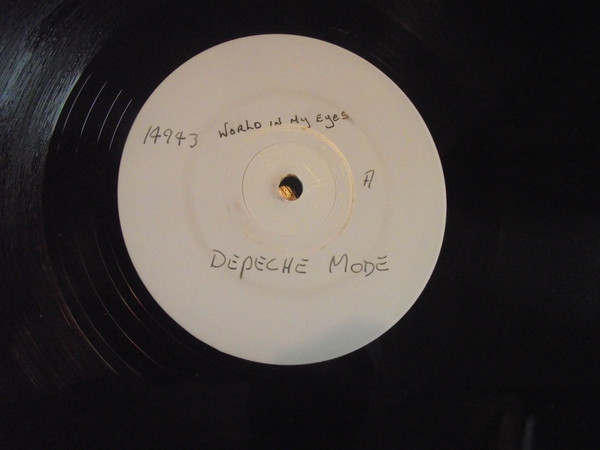 14943 WORLD IN MY EYES
A
DEPECHE MODE